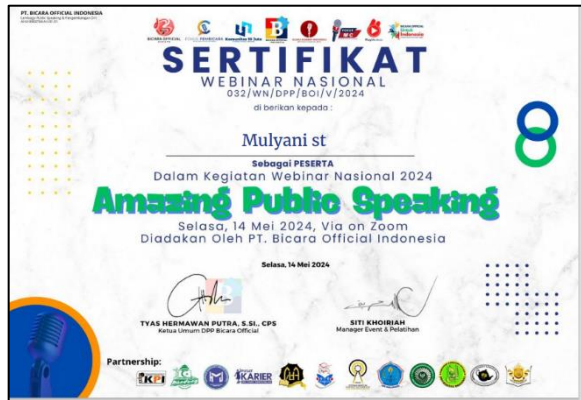 PT. BICARA OFFICIAL INDONESIA
SERTIFIKAT
WEBINAR NASIONAL
032/WN/DPP/BOI/V/2024
di berikan kepada :
Mulyani st
Sebagai PESERTA
Dalam Kegiatan Webinar Nasional 2024
Amazing Public Speaking
Selasa, 14 Mei 2024, Via on Zoom
Diadakan Oleh PT. Bicara Official Indonesia
Selasa, 14 Mei 2024
TYAS HERMAWAN PUTRA, S.SI., CPS
Ketua Umum DPP Bicara Official
SITI KHOIRIAH
Manager Event & Pelatihan
Partnership:
KPI
KARIER